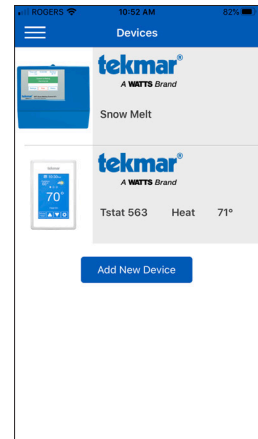 ROGERS 10:52 AM 82%
Devices
tekmar®
A WATTS Brand
Snow Melt
tekmar®
A WATTS Brand
70°
Tstat 563 Heat 71°
Add New Device